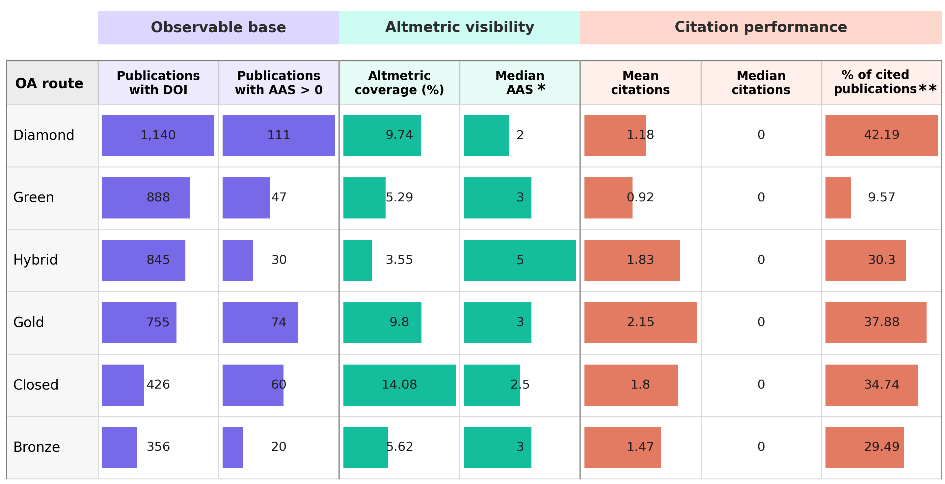 Observable base Altmetric visibility Citation performance
OA route Publications with DOI Publications with AAS > 0 Altmetric coverage (%) Median AAS * Mean citations Median citations % of cited publications**
Diamond 1,140 111 9.74 2 1.18 0 42.19
Green 888 47 5.29 3 0.92 0 9.57
Hybrid 845 30 3.55 5 1.83 0 30.3
Gold 755 74 9.8 3 2.15 0 37.88
Closed 426 60 14.08 2.5 1.8 0 34.74
Bronze 356 20 5.62 3 1.47 0 29.49